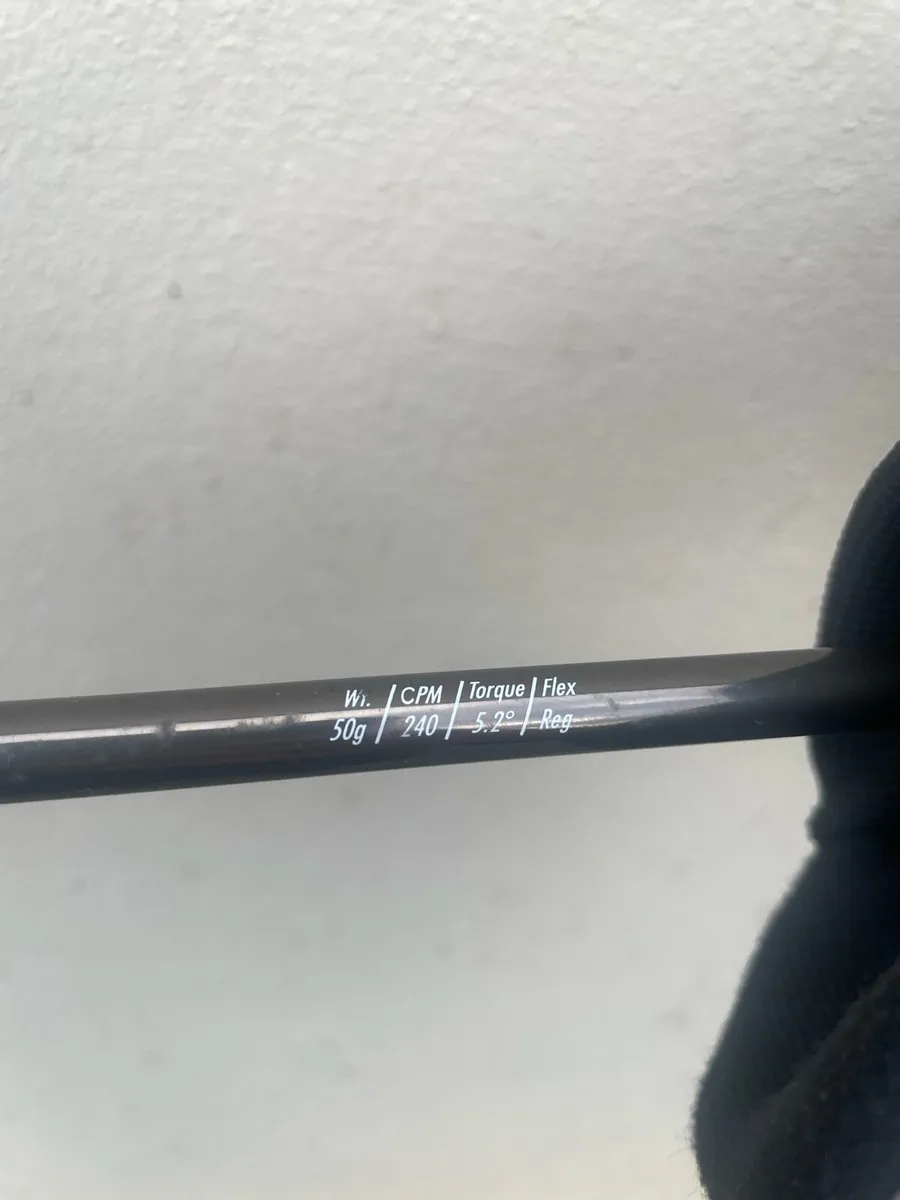 Wt. / CPM / Torque / Flex
50g / 240 / 5.2° / Reg